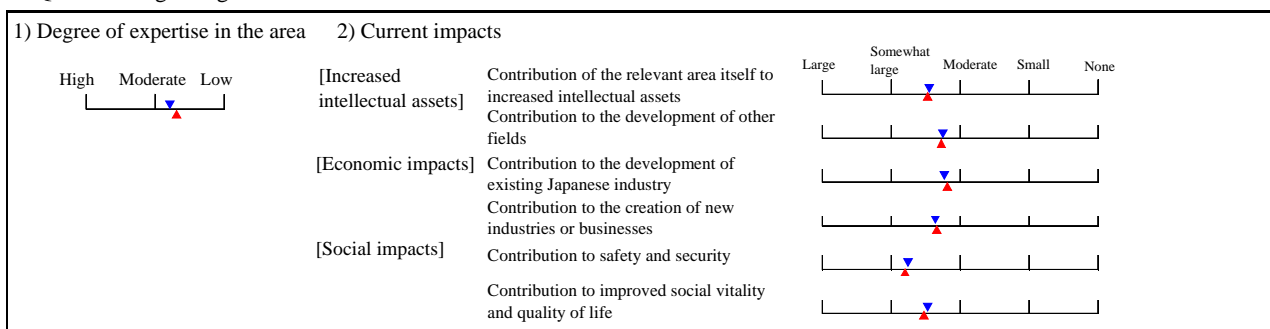 1) Degree of expertise in the area 2) Current impacts
High Moderate Low
[Increased
intellectual assets]
Large Somewhat
large Moderate Small None
Contribution of the relevant area itself to
increased intellectual assets
Contribution to the development of other
fields
[Economic impacts] Contribution to the development of
existing Japanese industry
Contribution to the creation of new
industries or businesses
[Social impacts] Contribution to safety and security
Contribution to improved social vitality
and quality of life